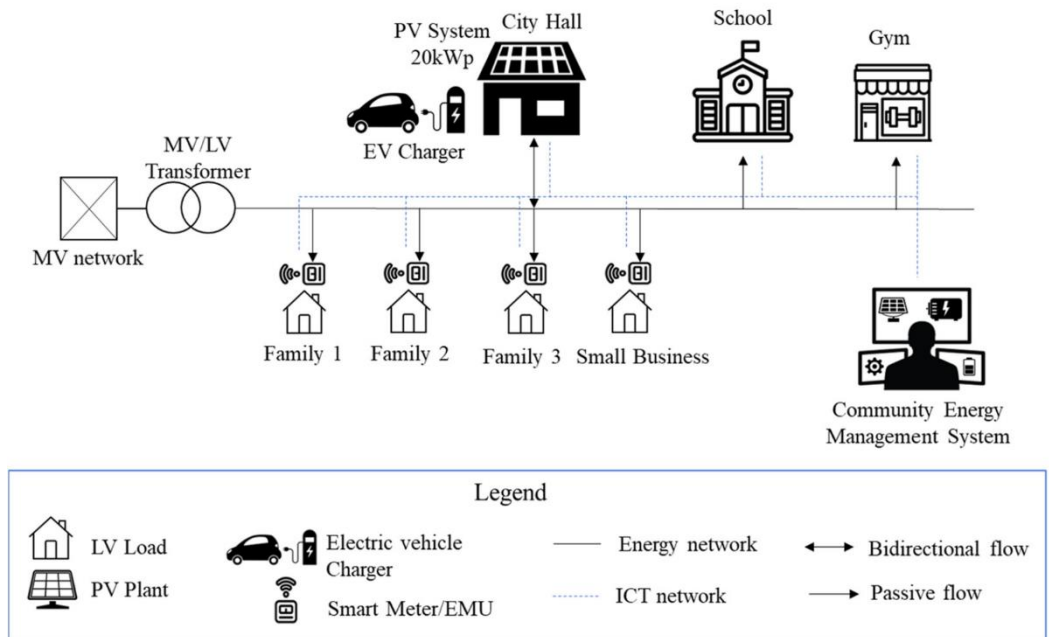 PV System
20kWp
City Hall
School
Gym
EV Charger
MV/LV
Transformer
MV network
Family 1
Family 2
Family 3
Small Business
Community Energy
Management System
Legend
LV Load
PV Plant
Electric vehicle
Charger
Smart Meter/EMU
Energy network
ICT network
Bidirectional flow
Passive flow